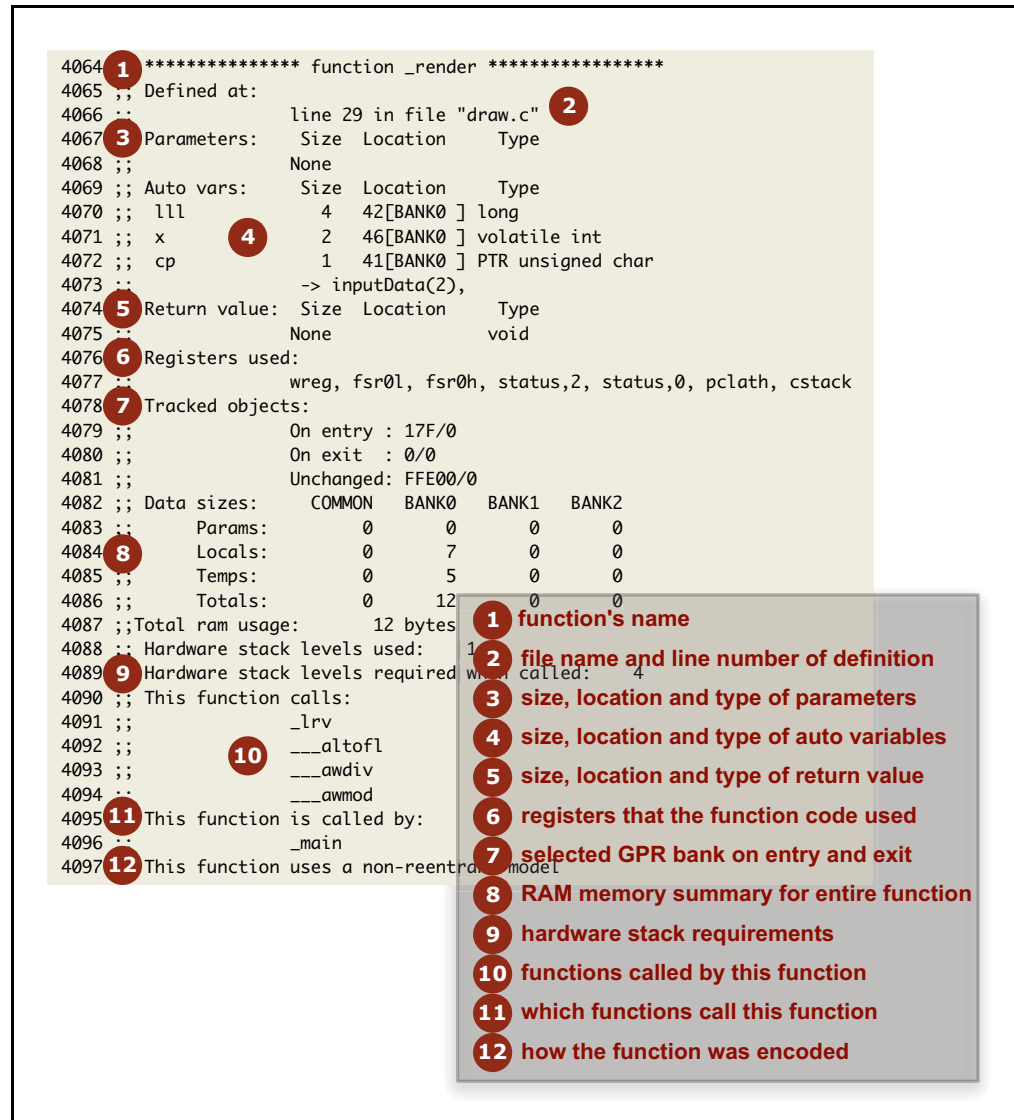 4064 *************** function _render *****************
4065 ;; Defined at:
4066 ;; line 29 in file "draw.c"
4067 Parameters: Size Location Type
4068 ;; None
4069 ;; Auto vars: Size Location Type
4070 ;; lll 4 42[BANK0 ] long
4071 ;; x 2 46[BANK0 ] volatile int
4072 ;; cp 1 41[BANK0 ] PTR unsigned char
4073 ;; -> inputData(2),
4074 Return value: Size Location Type
4075 ;; None void
4076 Registers used:
4077 ;; wreg, fsr0l, fsr0h, status,2, status,0, pclath, cstack
4078 Tracked objects:
4079 ;; On entry : 17F/0
4080 ;; On exit : 0/0
4081 ;; Unchanged: FFE00/0
4082 ;; Data sizes: COMMON BANK0 BANK1 BANK2
4083 ;; Params: 0 0 0 0
4084 Locals: 0 7 0 0
4085 ;; Temps: 0 5 0 0
4086 ;; Totals: 0 12 0 0
4087 ;;Total ram usage: 12 bytes
4088 ;; Hardware stack levels used: 1
4089 Hardware stack levels required when called: 4
4090 ;; This function calls:
4091 ;; _lrv
4092 ;; ___altofl
4093 ;; ___awdiv
4094 ;; ___awmod
4095 This function is called by:
4096 ;; _main
4097 This function uses a non-reentrant model
1
2
3
4
5
6
7
8
9
10
11
12
1 function's name
2 file name and line number of definition
3 size, location and type of parameters
4 size, location and type of auto variables
5 size, location and type of return value
6 registers that the function code used
7 selected GPR bank on entry and exit
8 RAM memory summary for entire function
9 hardware stack requirements
10 functions called by this function
11 which functions call this function
12 how the function was encoded